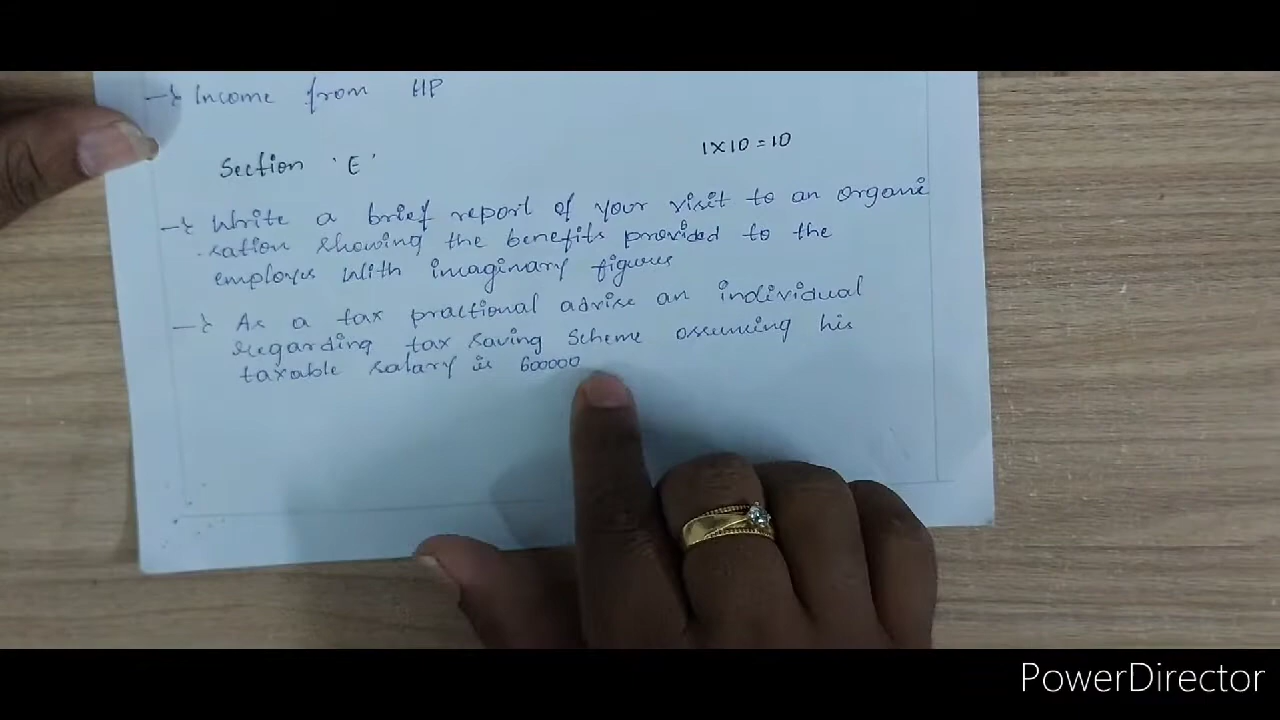 → Income from HP
Section 'E'
1×10=10
→ Write a brief report of your visit to an organi
sation showing the benefits provided to the
employes with imaginary figures
→ As a tax practional advise an individual
regarding tax saving scheme assuming his
taxable salary is 600000
PowerDirector